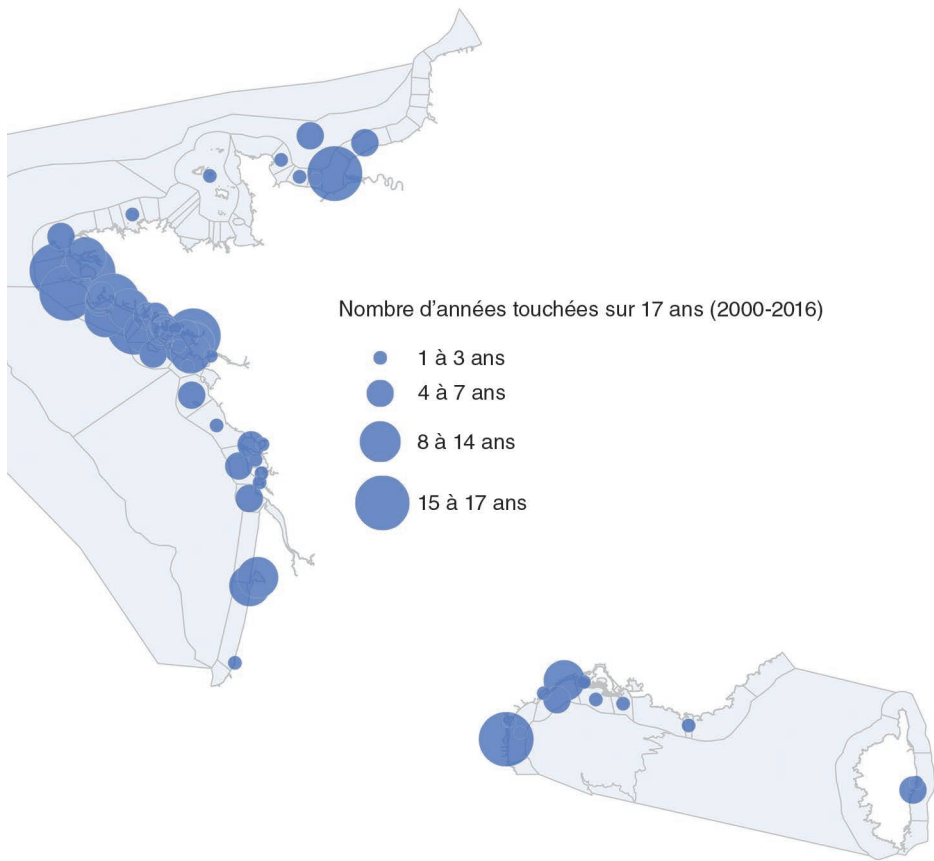 Nombre d'années touchées sur 17 ans (2000-2016)
1 à 3 ans
4 à 7 ans
8 à 14 ans
15 à 17 ans